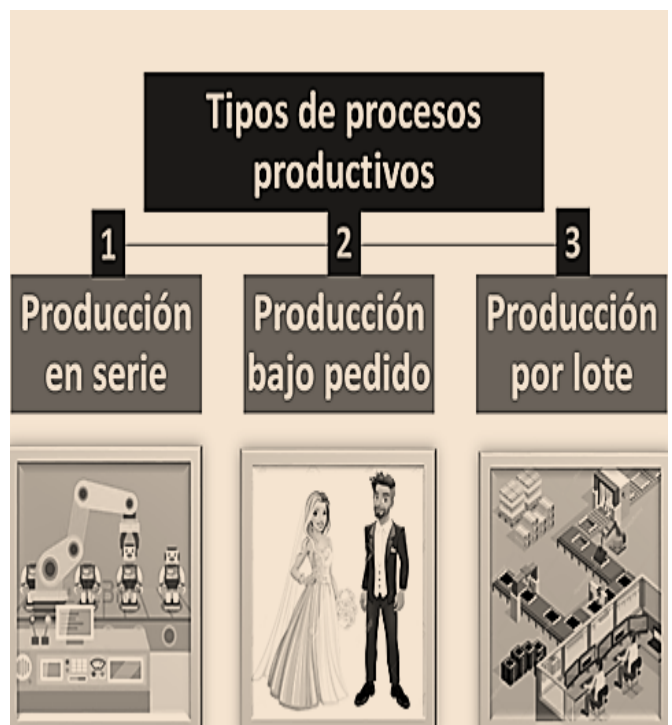 Tipos de procesos
productivos
1
2
3
Producción
en serie
Producción
bajo pedido
Producción
por lote